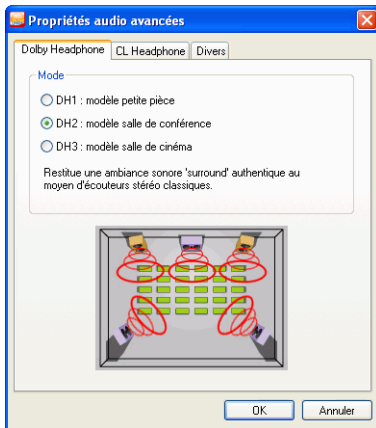 Propriétés audio avancées
Dolby Headphone CL Headphone Divers
Mode
DH1 : modèle petite pièce
DH2 : modèle salle de conférence
DH3 : modèle salle de cinéma
Restitue une ambiance sonore 'surround' authentique au
moyen d'écouteurs stéréo classiques.
OK Annuler